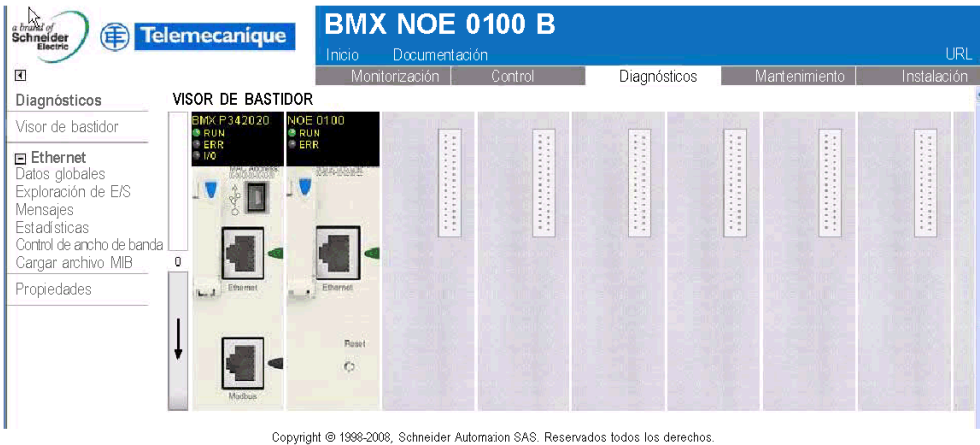 a brand of
Schneider
Electric
Telemecanique
BMX NOE 0100 B
Inicio Documentación URL
Monitorización Control Diagnósticos Mantenimiento Instalación
Diagnósticos
Visor de bastidor
Ethernet
Datos globales
Exploración de E/S
Mensajes
Estadísticas
Control de ancho de banda
Cargar archivo MIB
Propiedades
VISOR DE BASTIDOR
0
BMX P342020
RUN
ERR
I/O
MAC Address
Ethernet
Modbus
NOE 0100
RUN
ERR
Ethernet
Reset
Copyright © 1998-2008, Schneider Automaion SAS. Reservados todos los derechos.